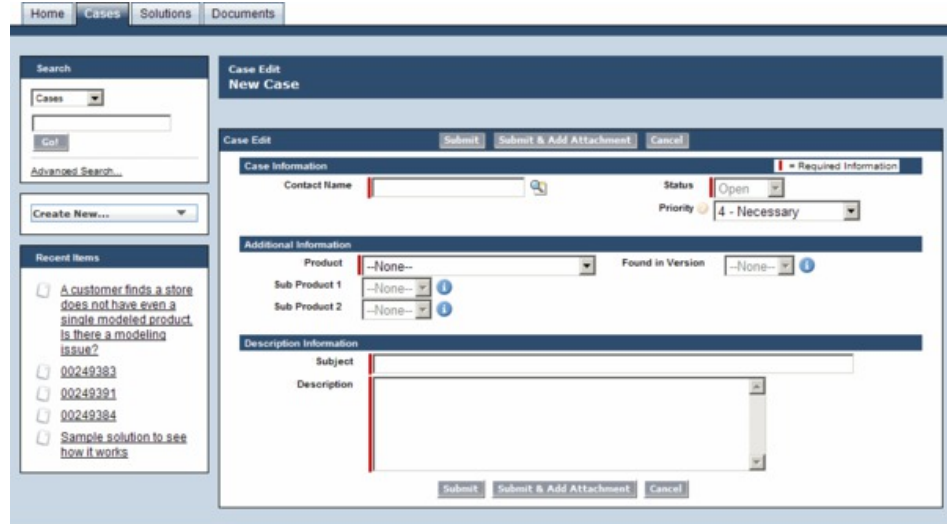 Home Cases Solutions Documents
Search
Cases
Go!
Advanced Search...
Create New...
Recent Items
A customer finds a store
does not have even a
single modeled product.
Is there a modeling
issue?
00249383
00249391
00249384
Sample solution to see
how it works
Case Edit
New Case
Case Edit Submit Submit & Add Attachment Cancel
Case Information = Required Information
Contact Name Status Open
Priority 4 - Necessary
Additional Information
Product --None-- Found in Version --None--
Sub Product 1 --None--
Sub Product 2 --None--
Description Information
Subject
Description
Submit Submit & Add Attachment Cancel